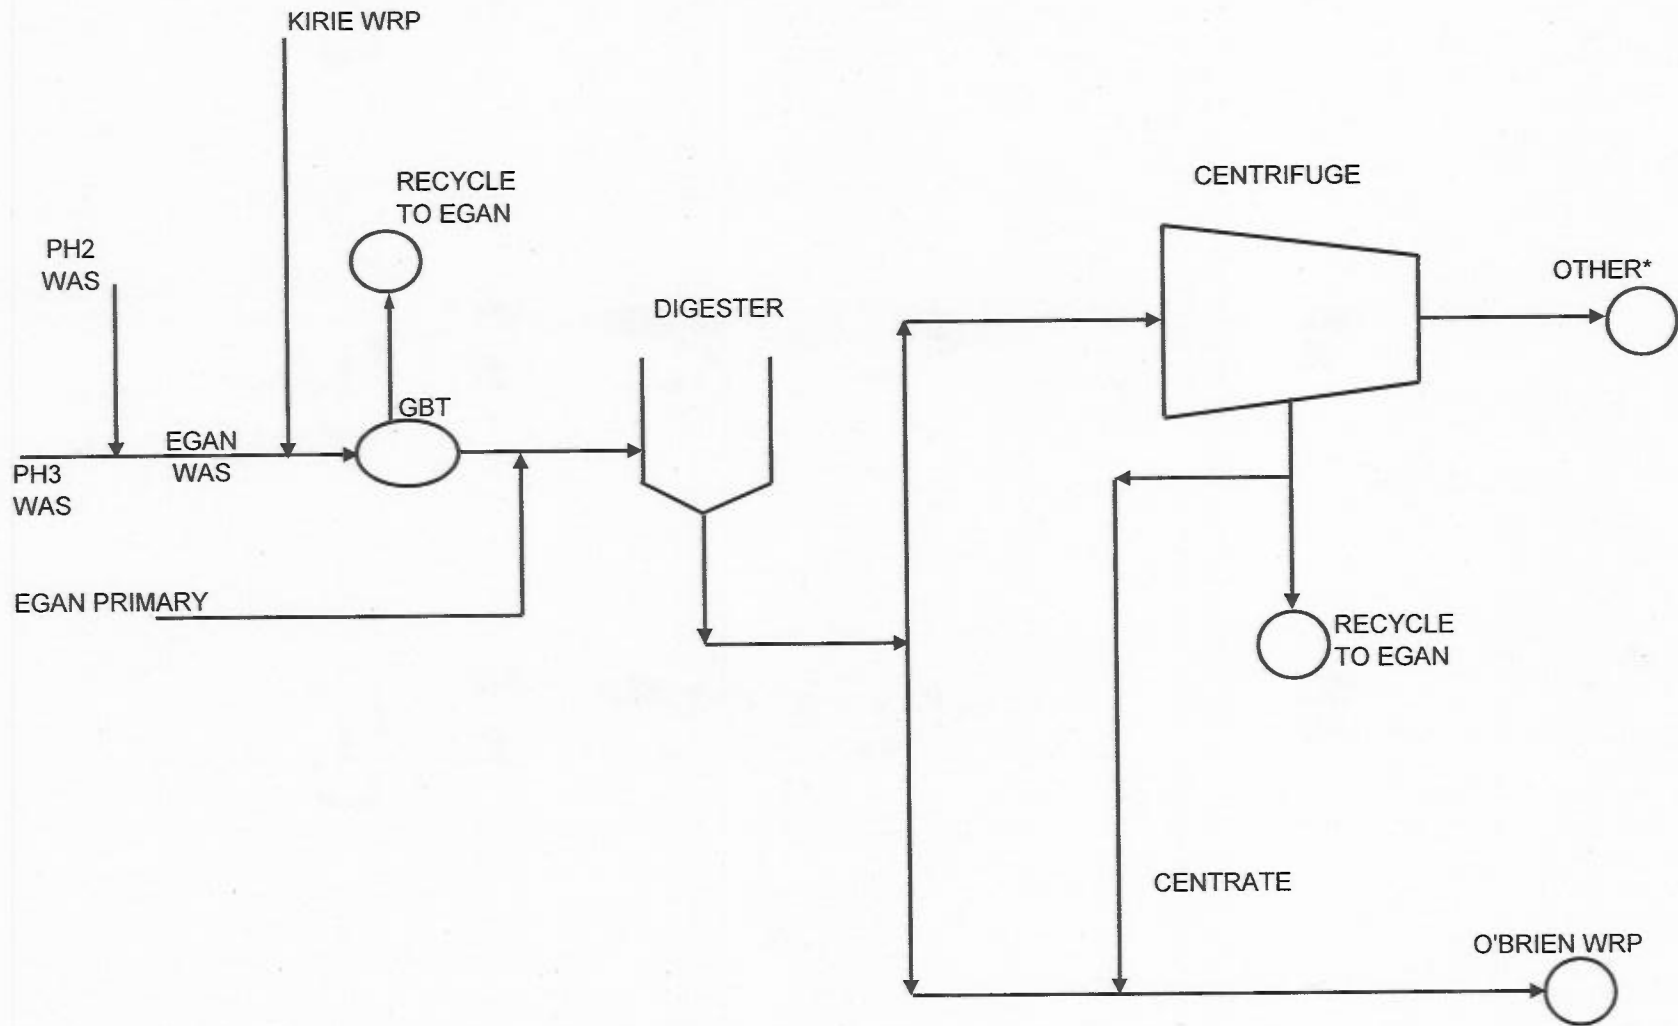 KIRIE WRP
RECYCLE
TO EGAN
CENTRIFUGE
PH2
WAS
OTHER*
DIGESTER
GBT
EGAN
WAS
PH3
WAS
EGAN PRIMARY
RECYCLE
TO EGAN
CENTRATE
O'BRIEN WRP